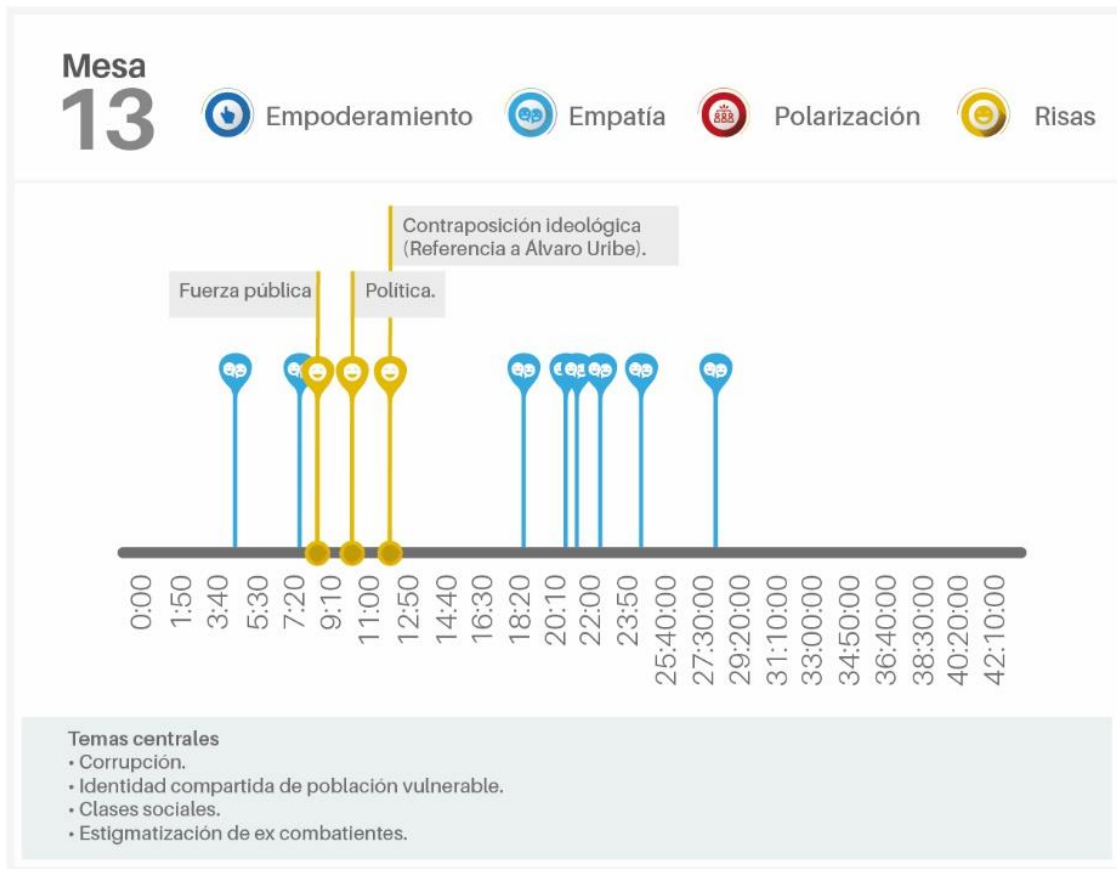 Mesa
13
Empoderamiento
Empatía
Polarización
Risas
Contraposición ideológica
(Referencia a Álvaro Uribe).
Fuerza pública
Política.
0:00
1:50
3:40
5:30
7:20
9:10
11:00
12:50
14:40
16:30
18:20
20:10
22:00
23:50
25:40:00
27:30:00
29:20:00
31:10:00
33:00:00
34:50:00
36:40:00
38:30:00
40:20:00
42:10:00
Temas centrales
• Corrupción.
• Identidad compartida de población vulnerable.
• Clases sociales.
• Estigmatización de ex combatientes.